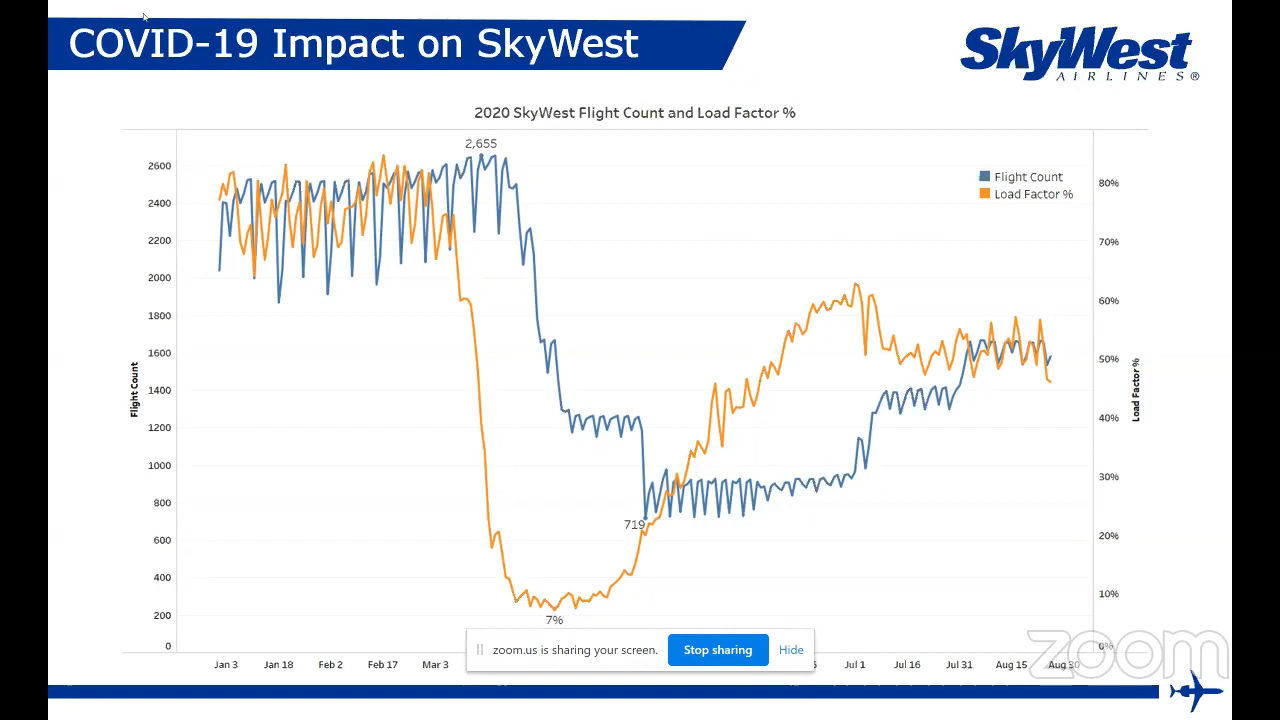 COVID-19 Impact on SkyWest
SkyWest
AIRLINES®
2020 SkyWest Flight Count and Load Factor %
2,655
Flight Count
Load Factor %
2600
2400
2200
2000
1800
1600
1400
1200
1000
800
600
400
200
0
Flight Count
80%
70%
60%
50%
40%
30%
20%
10%
0%
Load Factor %
719
7%
Jan 3 Jan 18 Feb 2 Feb 17 Mar 3 Jul 1 Jul 16 Jul 31 Aug 15 Aug 30
zoom.us is sharing your screen. Stop sharing Hide
zoom